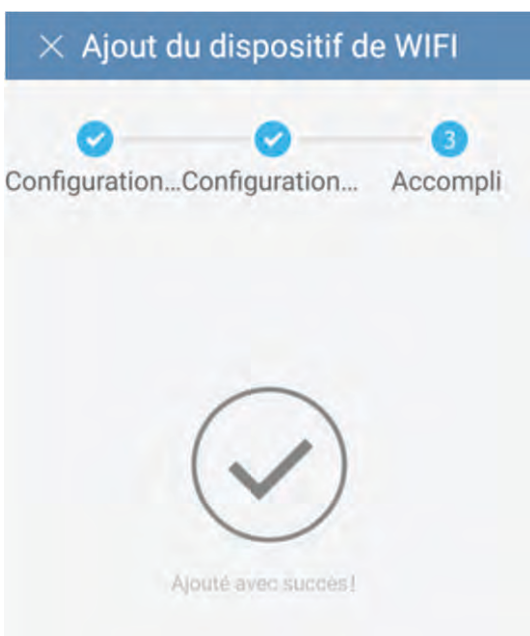 × Ajout du dispositif de WIFI
3
Configuration...Configuration... Accompli
Ajouté avec succès!